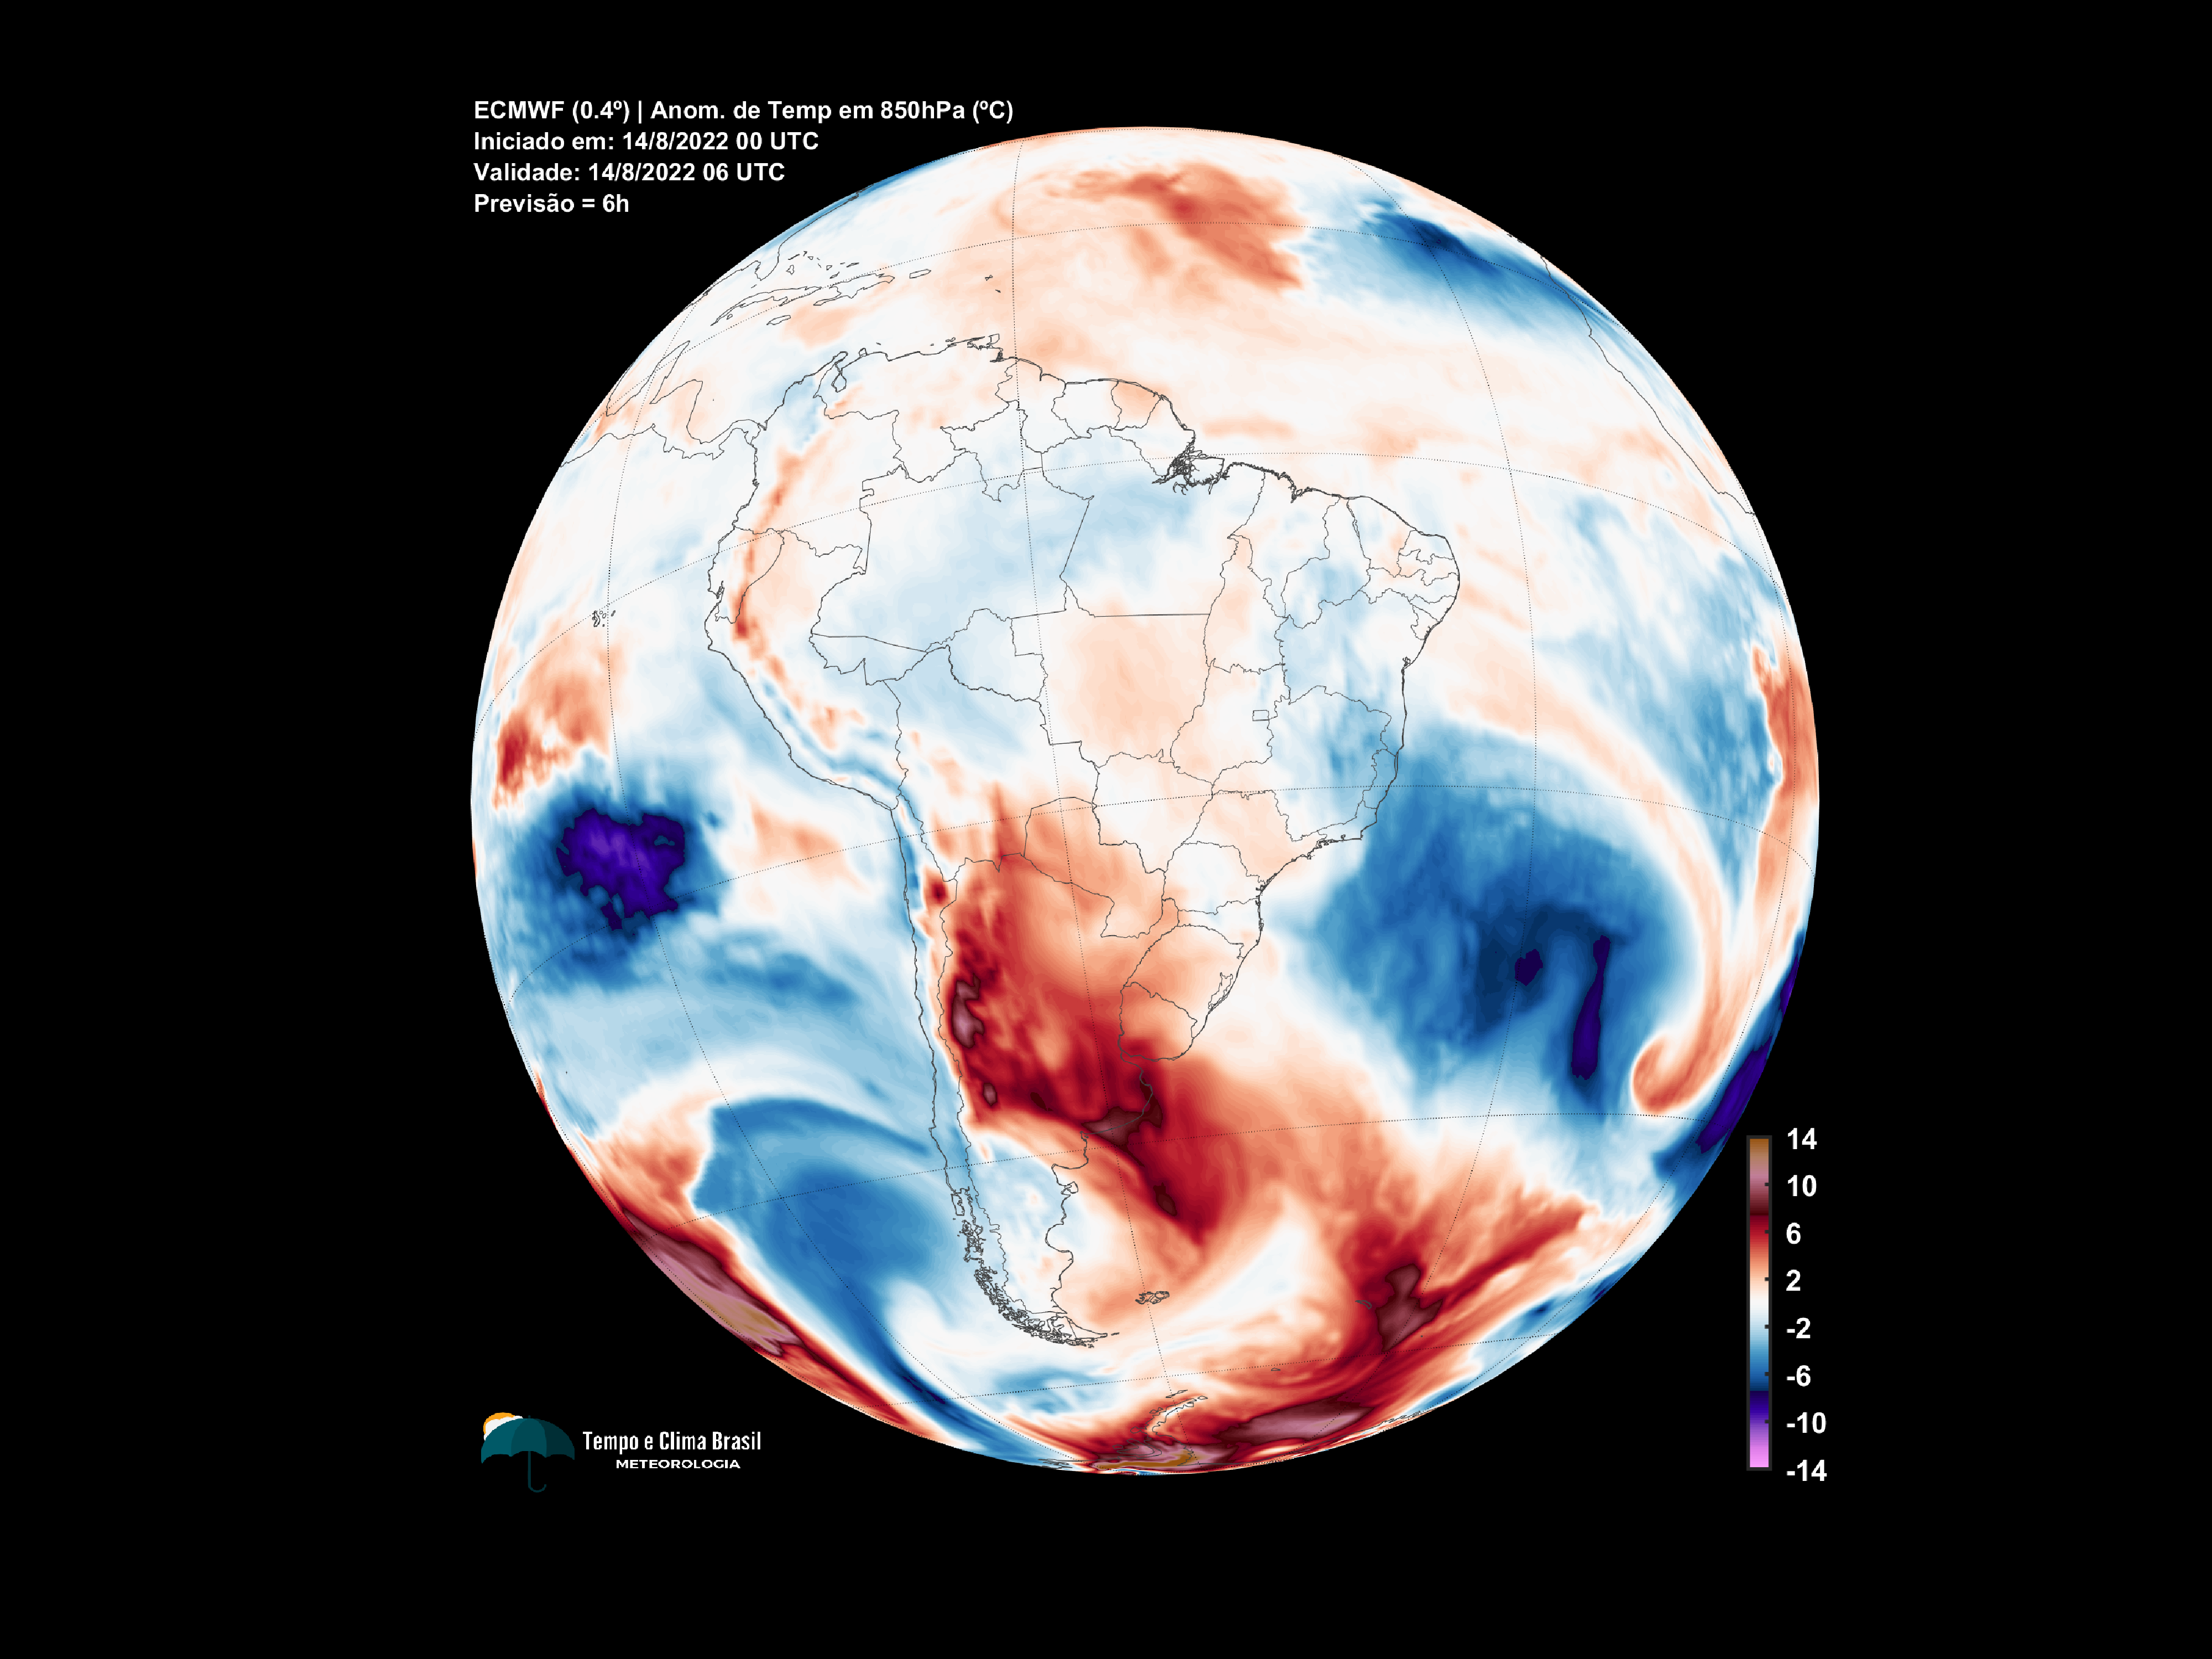 ECMWF (0.4º) | Anom. de Temp em 850hPa (ºC)
Iniciado em: 14/8/2022 00 UTC
Validade: 14/8/2022 06 UTC
Previsão = 6h
14
10
6
2
-2
-6
-10
-14
Tempo e Clima Brasil
METEOROLOGIA